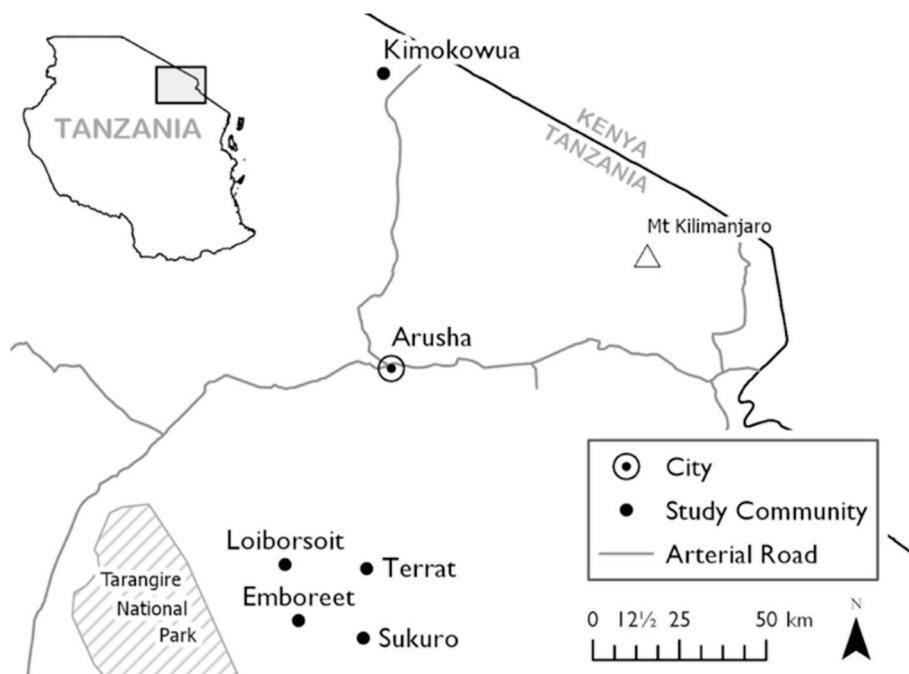 Kimokowua
TANZANIA
KENYA
TANZANIA
Mt Kilimanjaro
Arusha
City
Study Community
Arterial Road
Loiborsoit
Terrat
Tarangire
National
Park
Emboreet
Sukuro
0 12½ 25 50 km
N